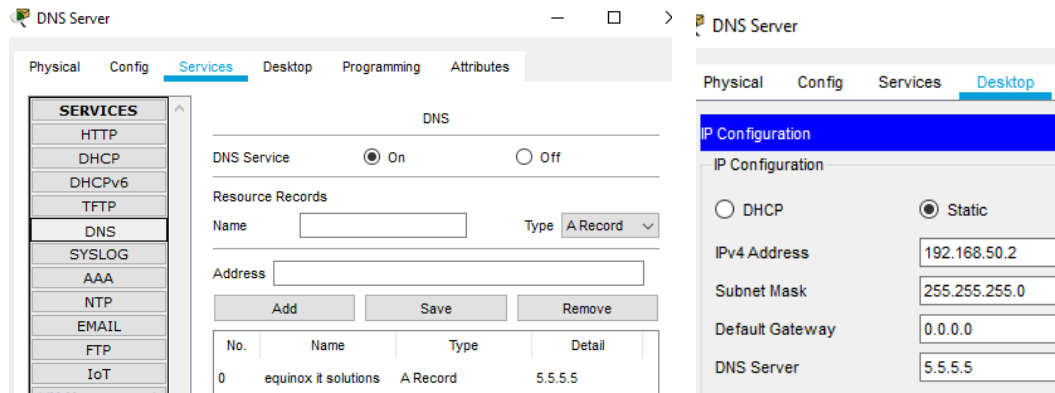 DNS Server
Physical Config Services Desktop Programming Attributes
SERVICES
HTTP
DHCP
DHCPv6
TFTP
DNS
SYSLOG
AAA
NTP
EMAIL
FTP
IoT
DNS
DNS Service On Off
Resource Records
Name Type A Record
Address
Add Save Remove
No. Name Type Detail
0 equinox it solutions A Record 5.5.5.5
DNS Server
Physical Config Services Desktop
IP Configuration
IP Configuration
DHCP Static
IPv4 Address 192.168.50.2
Subnet Mask 255.255.255.0
Default Gateway 0.0.0.0
DNS Server 5.5.5.5